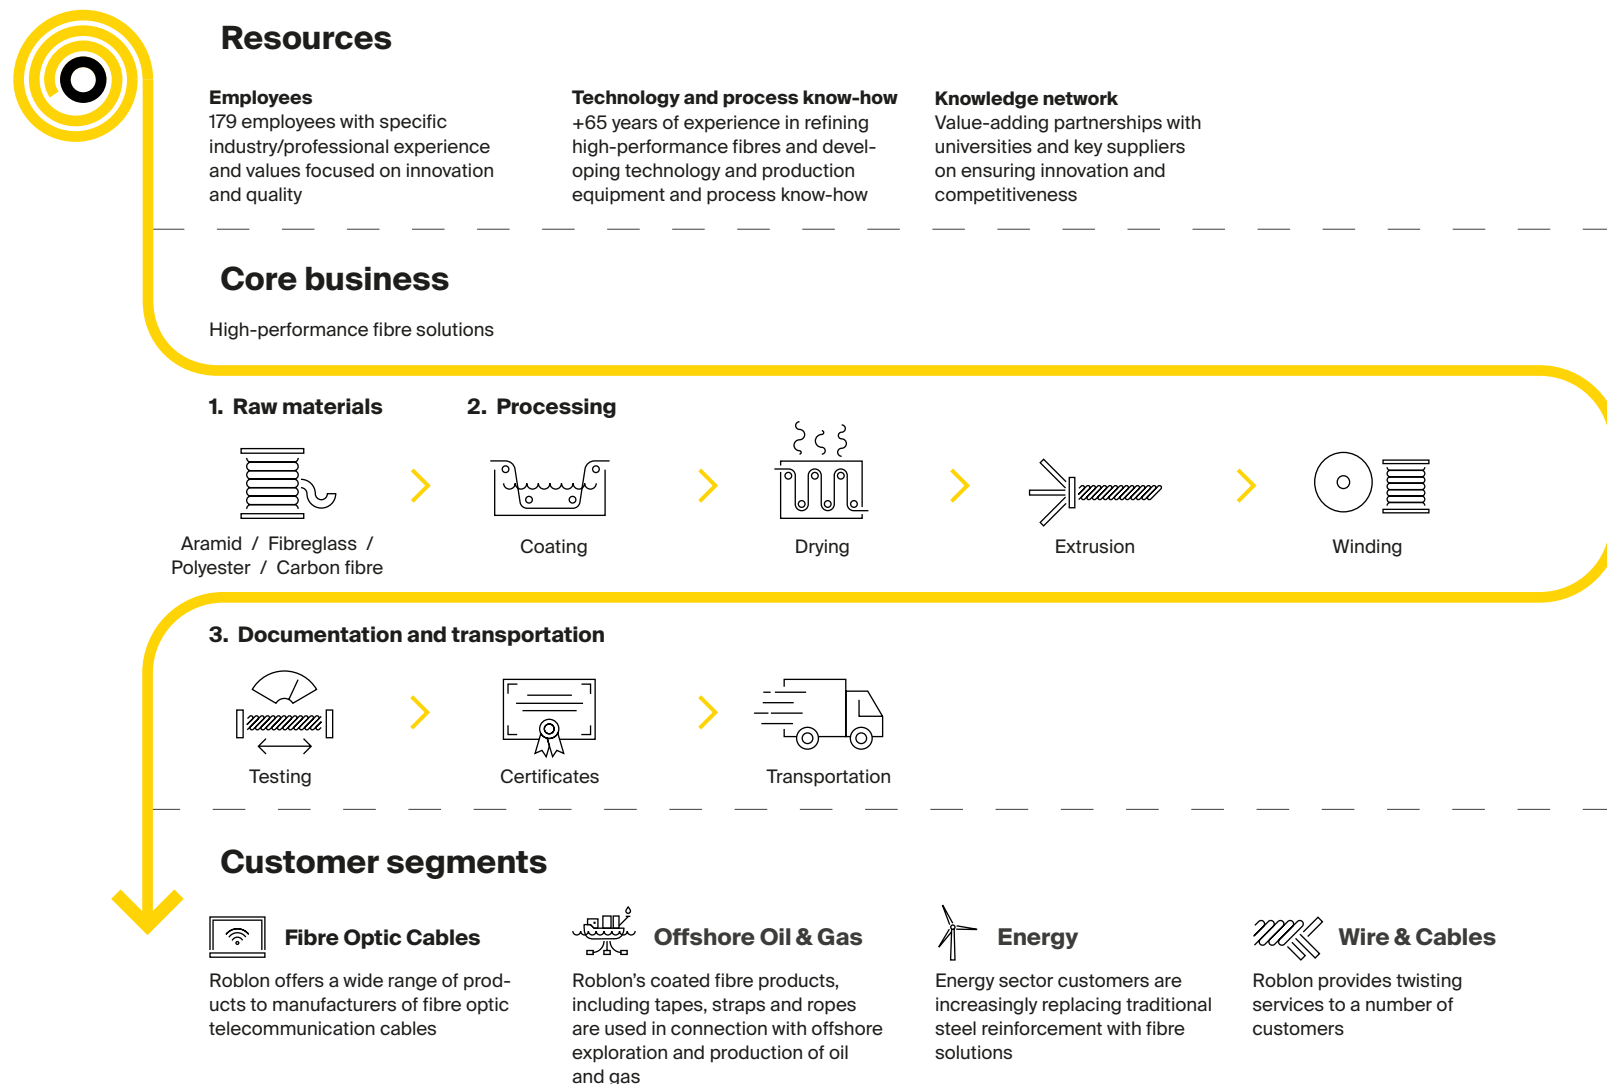 Resources
Employees
179 employees with specific
industry/professional experience
and values focused on innovation
and quality
Technology and process know-how
+65 years of experience in refining
high-performance fibres and devel-
oping technology and production
equipment and process know-how
Knowledge network
Value-adding partnerships with
universities and key suppliers
on ensuring innovation and
competitiveness
Core business
High-performance fibre solutions
1. Raw materials
2. Processing
Aramid / Fibreglass /
Polyester / Carbon fibre
Coating
Drying
Extrusion
Winding
3. Documentation and transportation
Testing
Certificates
Transportation
Customer segments
Fibre Optic Cables
Roblon offers a wide range of prod-
ucts to manufacturers of fibre optic
telecommunication cables
Offshore Oil & Gas
Roblon's coated fibre products,
including tapes, straps and ropes
are used in connection with offshore
exploration and production of oil
and gas
Energy
Energy sector customers are
increasingly replacing traditional
steel reinforcement with fibre
solutions
Wire & Cables
Roblon provides twisting
services to a number of
customers